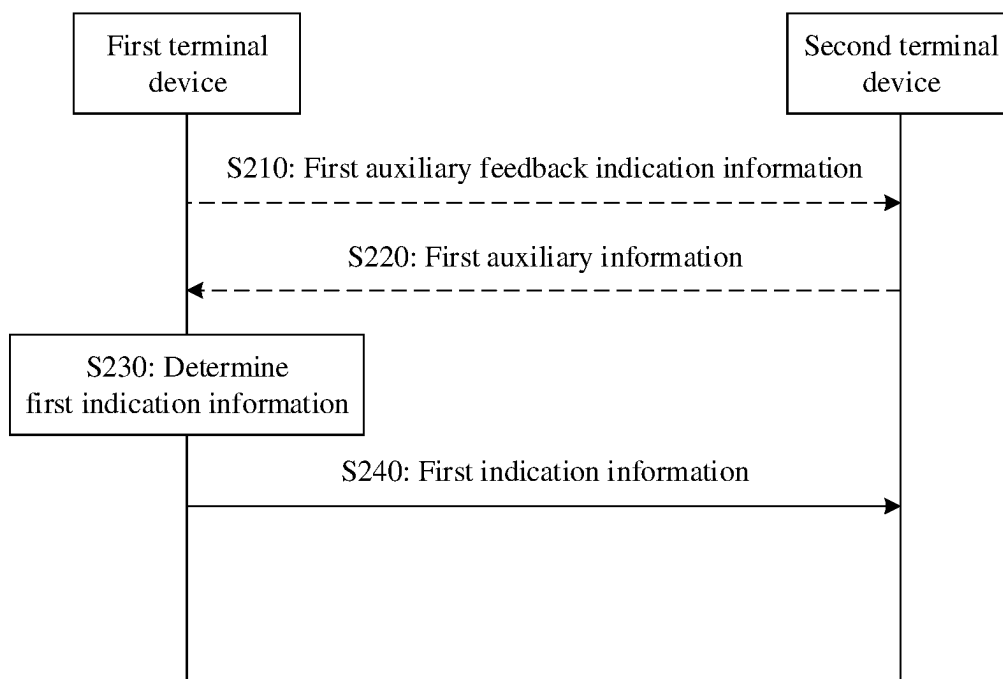 First terminal
device
Second terminal
device
S210: First auxiliary feedback indication information
S220: First auxiliary information
S230: Determine
first indication information
S240: First indication information